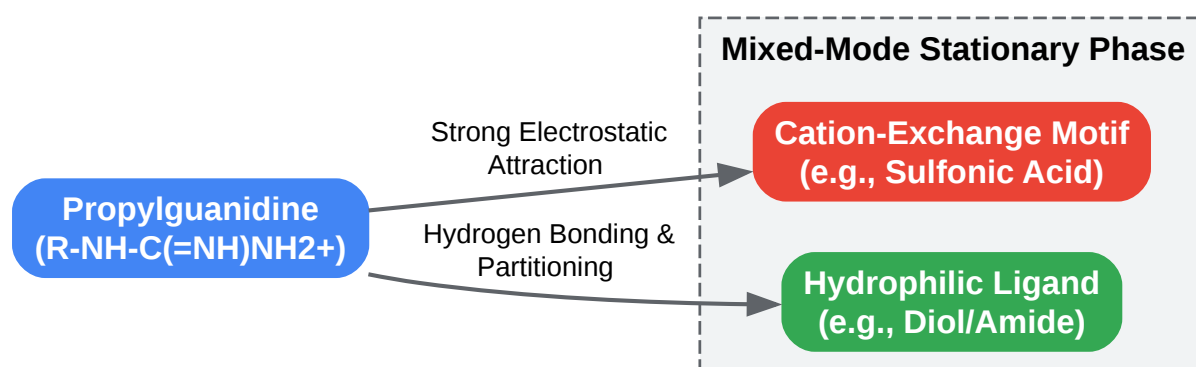 Mixed-Mode Stationary Phase
Strong Electrostatic
Attraction
Cation-Exchange Motif
(e.g., Sulfonic Acid)
Propylguanidine
(R-NH-C(=NH)NH2+)
Hydrogen Bonding &
Partitioning
Hydrophilic Ligand
(e.g., Diol/Amide)